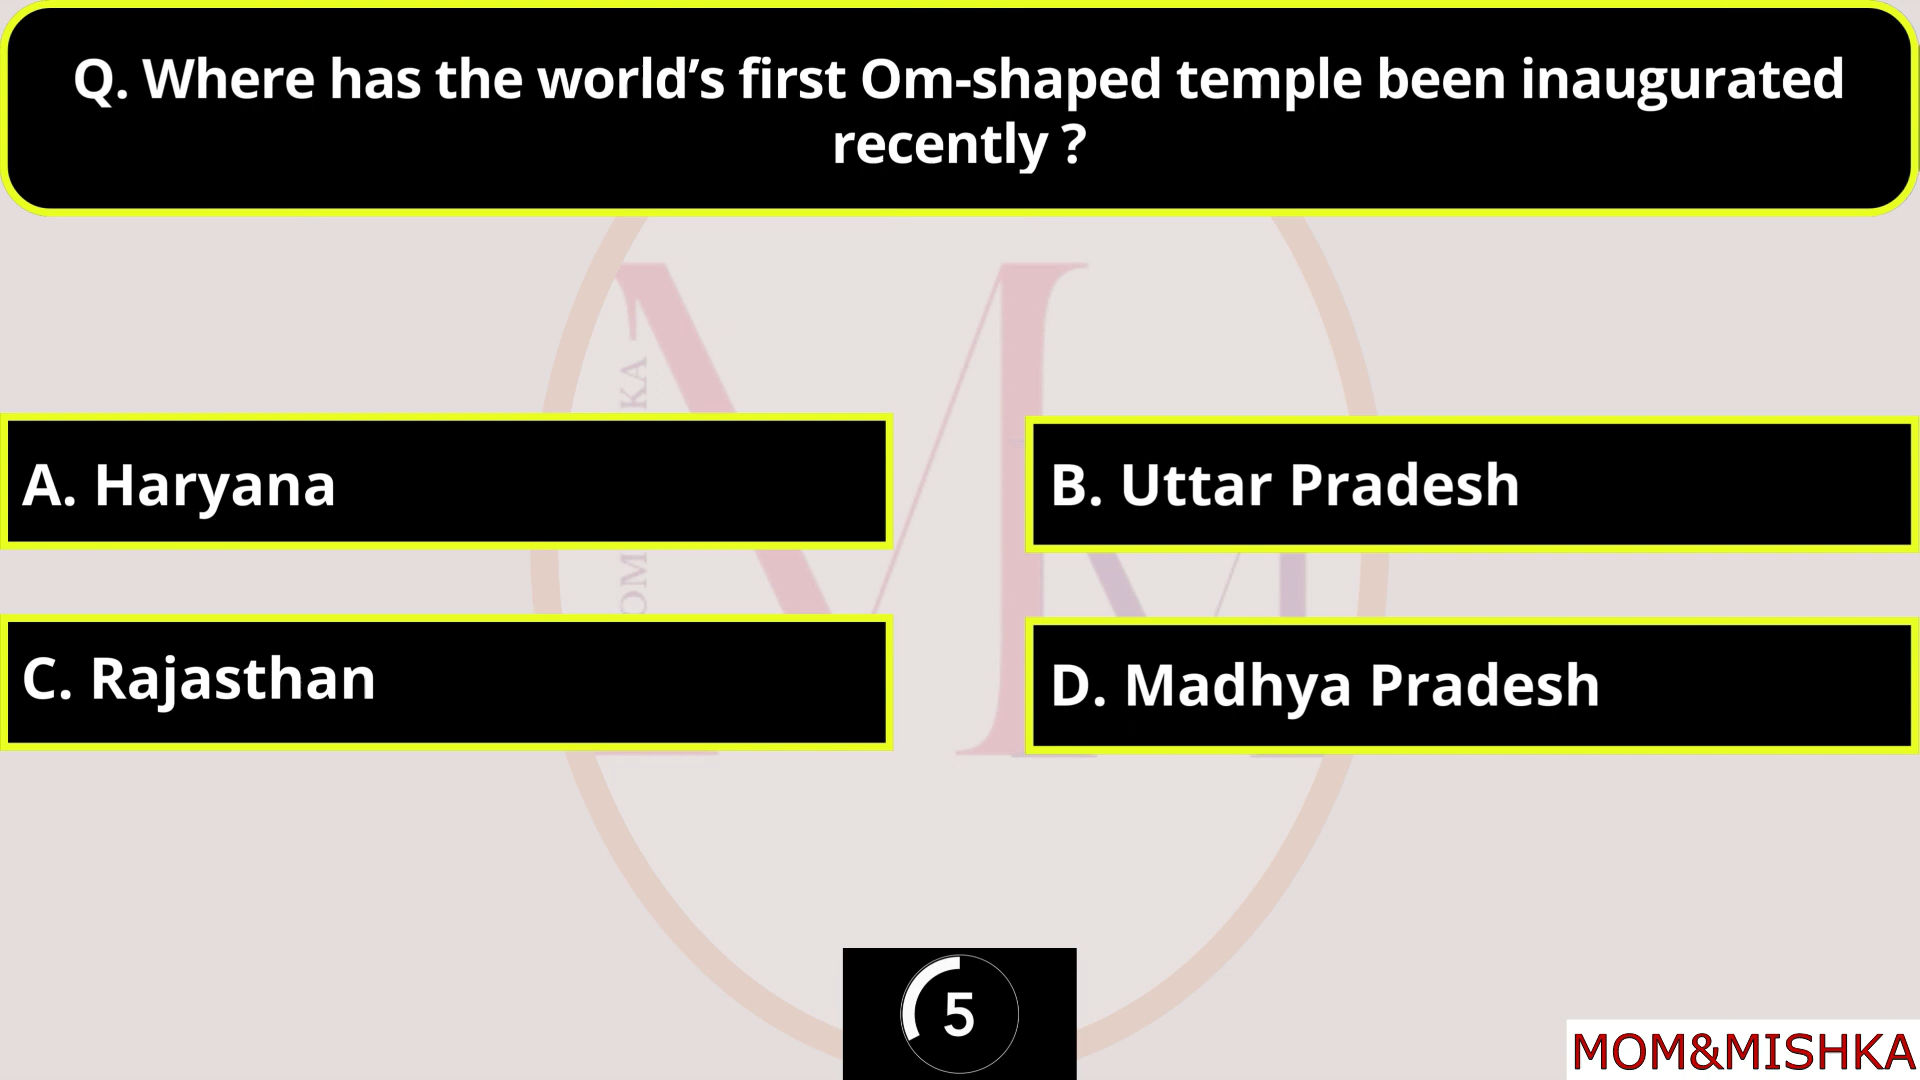 Q. Where has the world’s first Om-shaped temple been inaugurated
recently ?
A. Haryana
B. Uttar Pradesh
C. Rajasthan
D. Madhya Pradesh
5
MOM&MISHKA